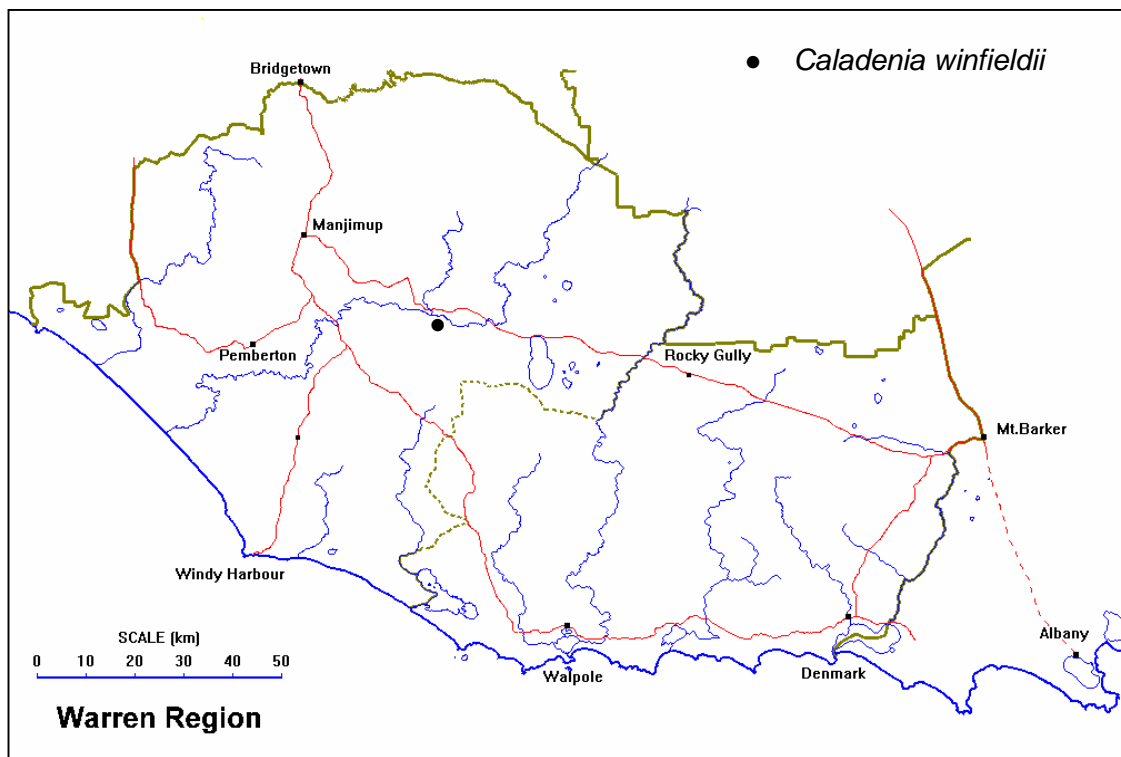 Caladenia winfieldii
Bridgetown
Manjimup
Pemberton
Rocky Gully
Mt.Barker
Windy Harbour
SCALE (km)
0 10 20 30 40 50
Walpole
Denmark
Albany
Warren Region